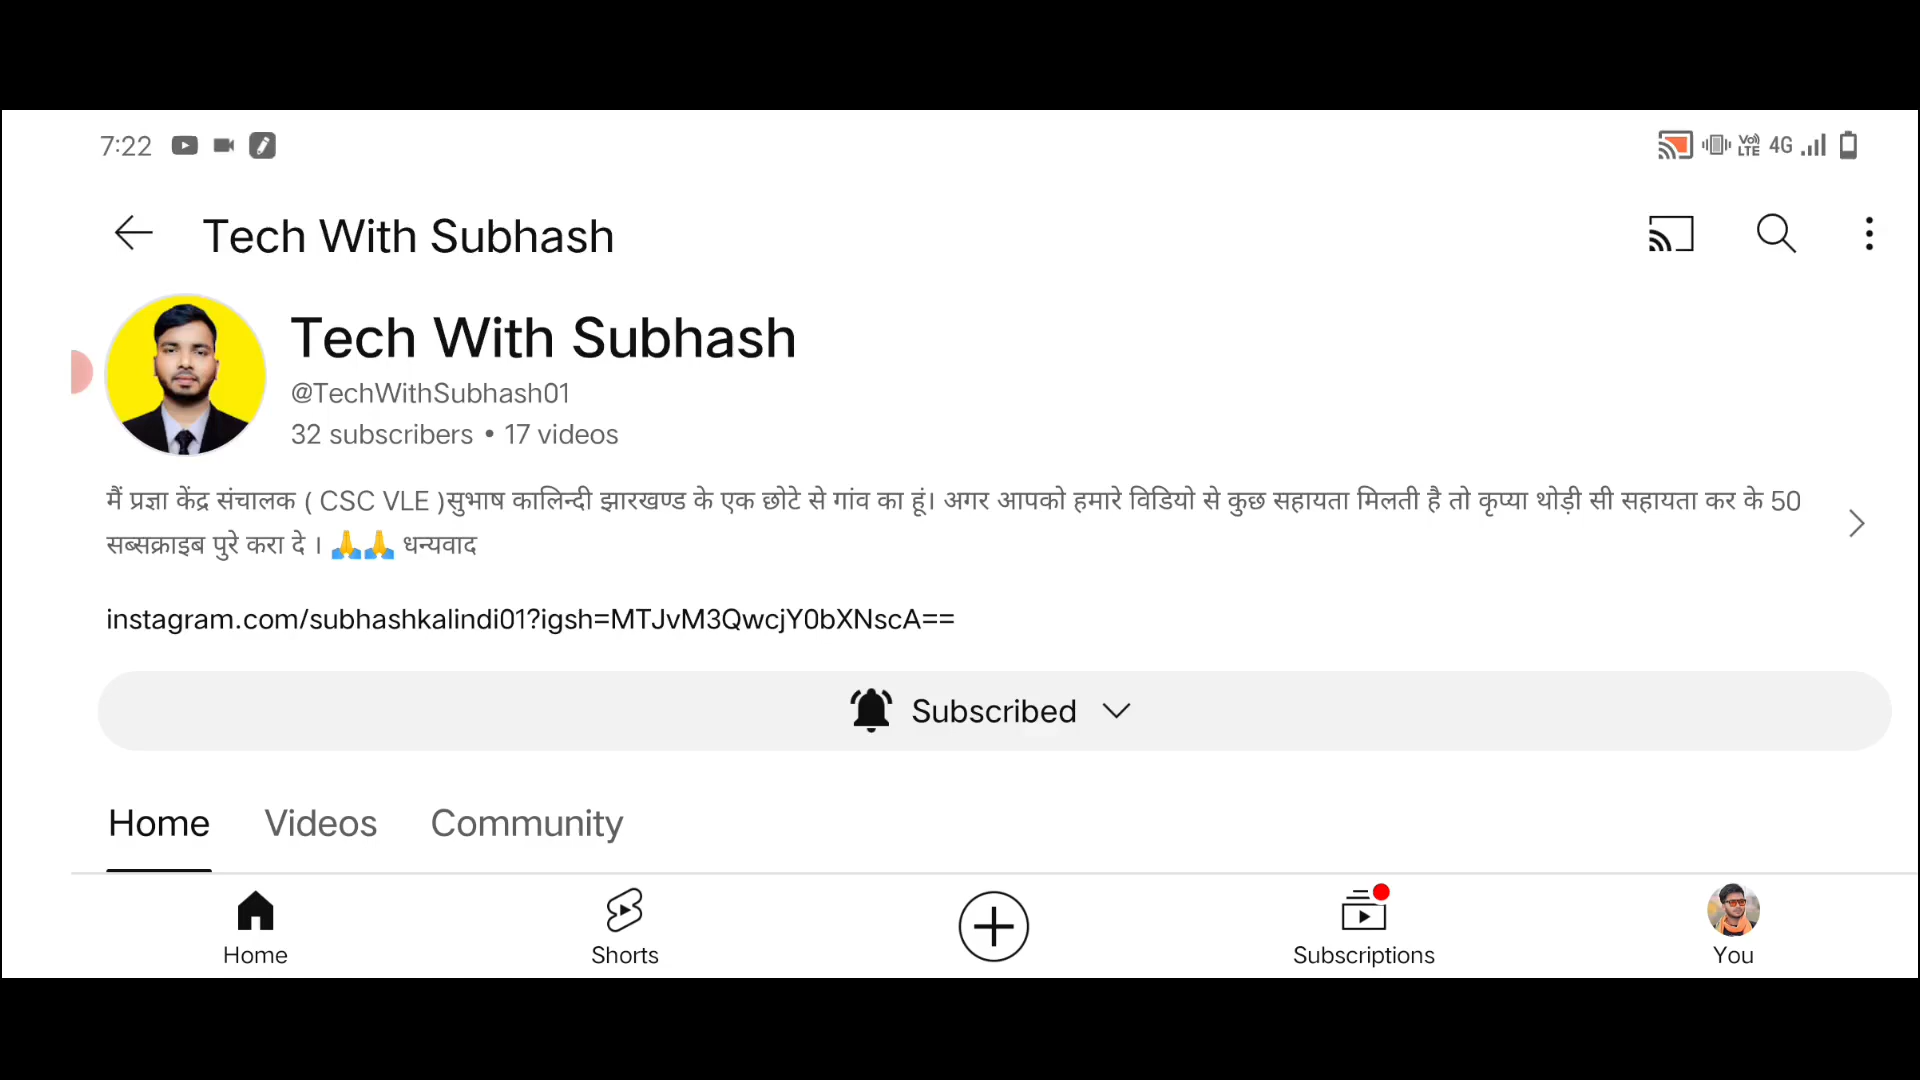 7:22
VoLTE 4G
Tech With Subhash
Tech With Subhash
@TechWithSubhash01
32 subscribers • 17 videos
मैं प्रज्ञा केंद्र संचालक ( CSC VLE )सुभाष कालिन्दी झारखण्ड के एक छोटे से गांव का हूं। अगर आपको हमारे विडियो से कुछ सहायता मिलती है तो कृप्या थोड़ी सी सहायता कर के 50
सब्सक्राइब पुरे करा दे । 🙏🙏 धन्यवाद
instagram.com/subhashkalindi01?igsh=MTJvM3QwcjY0bXNscA==
Subscribed
Home Videos Community
Home Shorts Subscriptions You